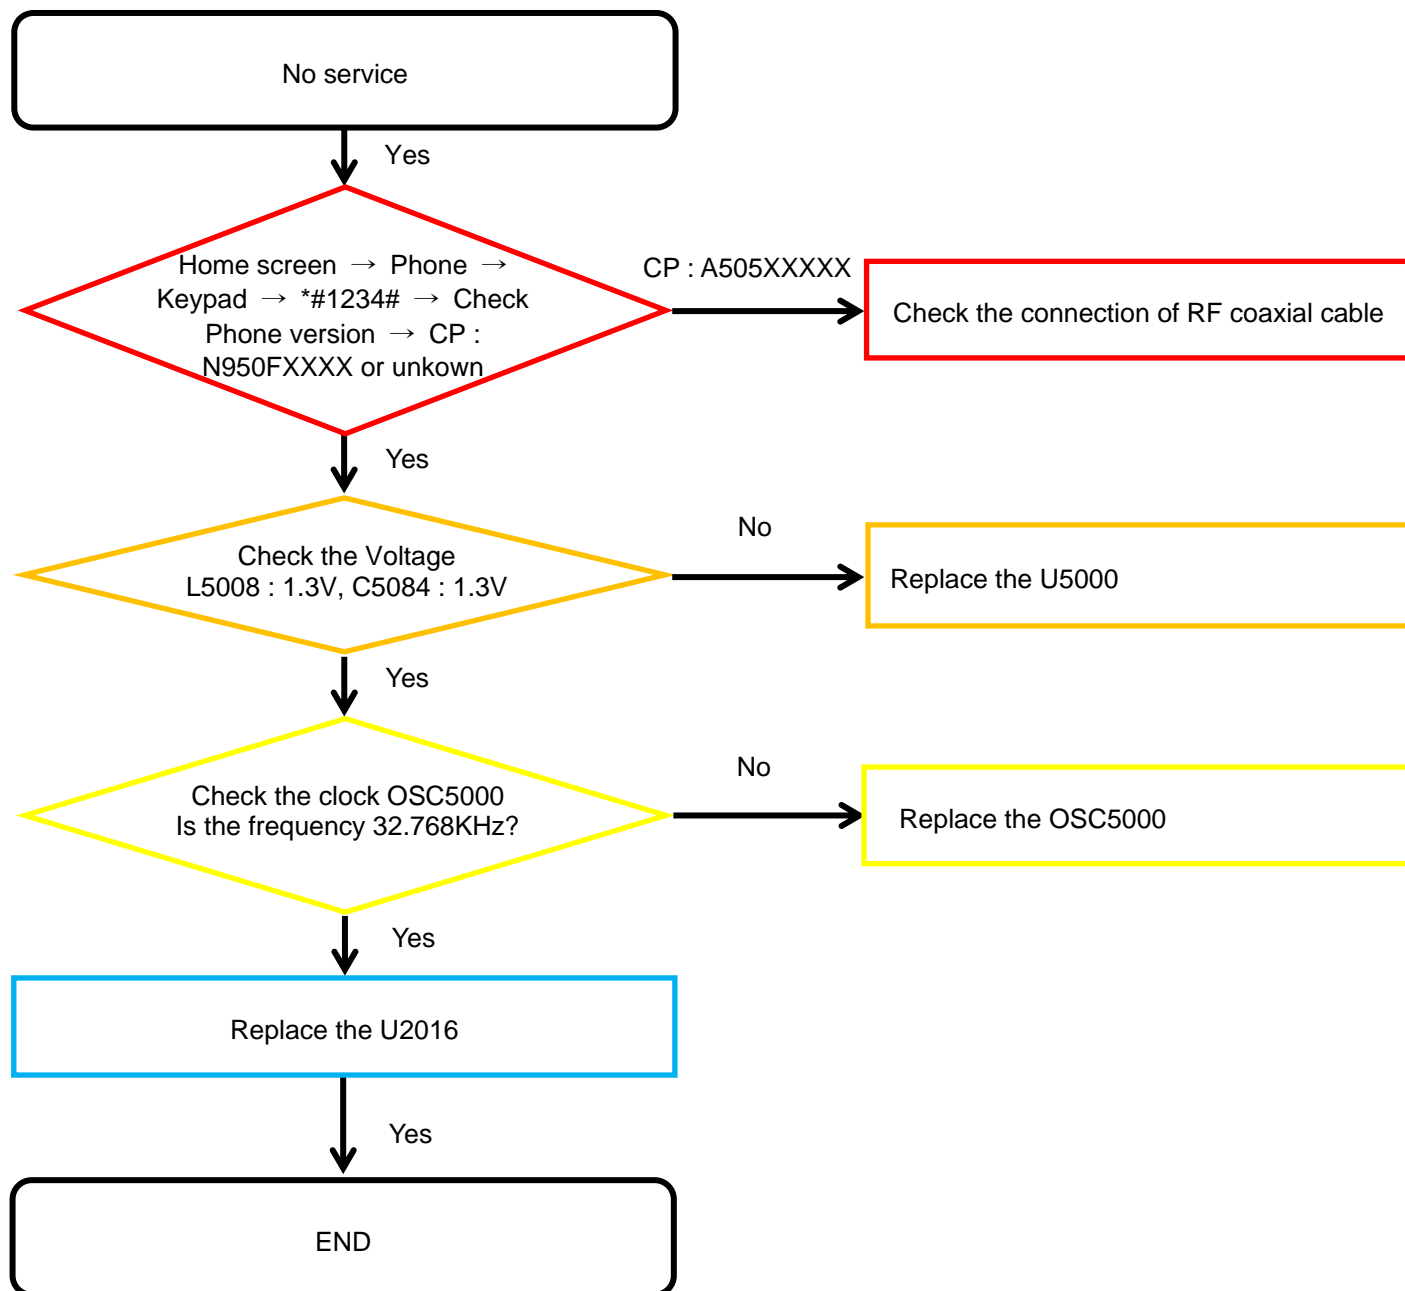 No service
Yes
Home screen → Phone →
Keypad → *#1234# → Check
Phone version → CP :
N950FXXXX or unkown
CP : A505XXXXX
Check the connection of RF coaxial cable
Yes
Check the Voltage
L5008 : 1.3V, C5084 : 1.3V
No
Replace the U5000
Yes
Check the clock OSC5000
Is the frequency 32.768KHz?
No
Replace the OSC5000
Yes
Replace the U2016
Yes
END